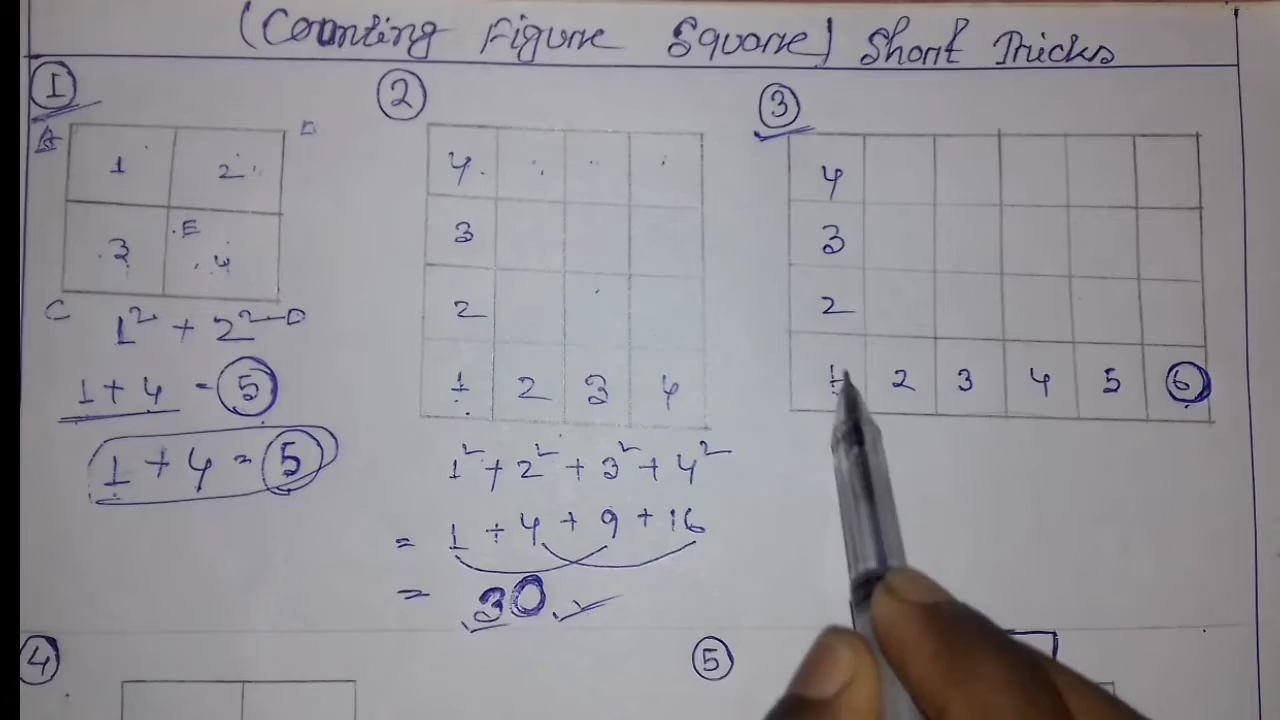 (Counting Figure Square) Short Tricks
1
A
D
1 2
E
3 4
C
D
1² + 2²
1 + 4 = 5
1 + 4 = 5
2
4
3
2
1 2 3 4
1² + 2² + 3² + 4²
= 1 + 4 + 9 + 16
= 30
3
4
3
2
1 2 3 4 5 6
4
5